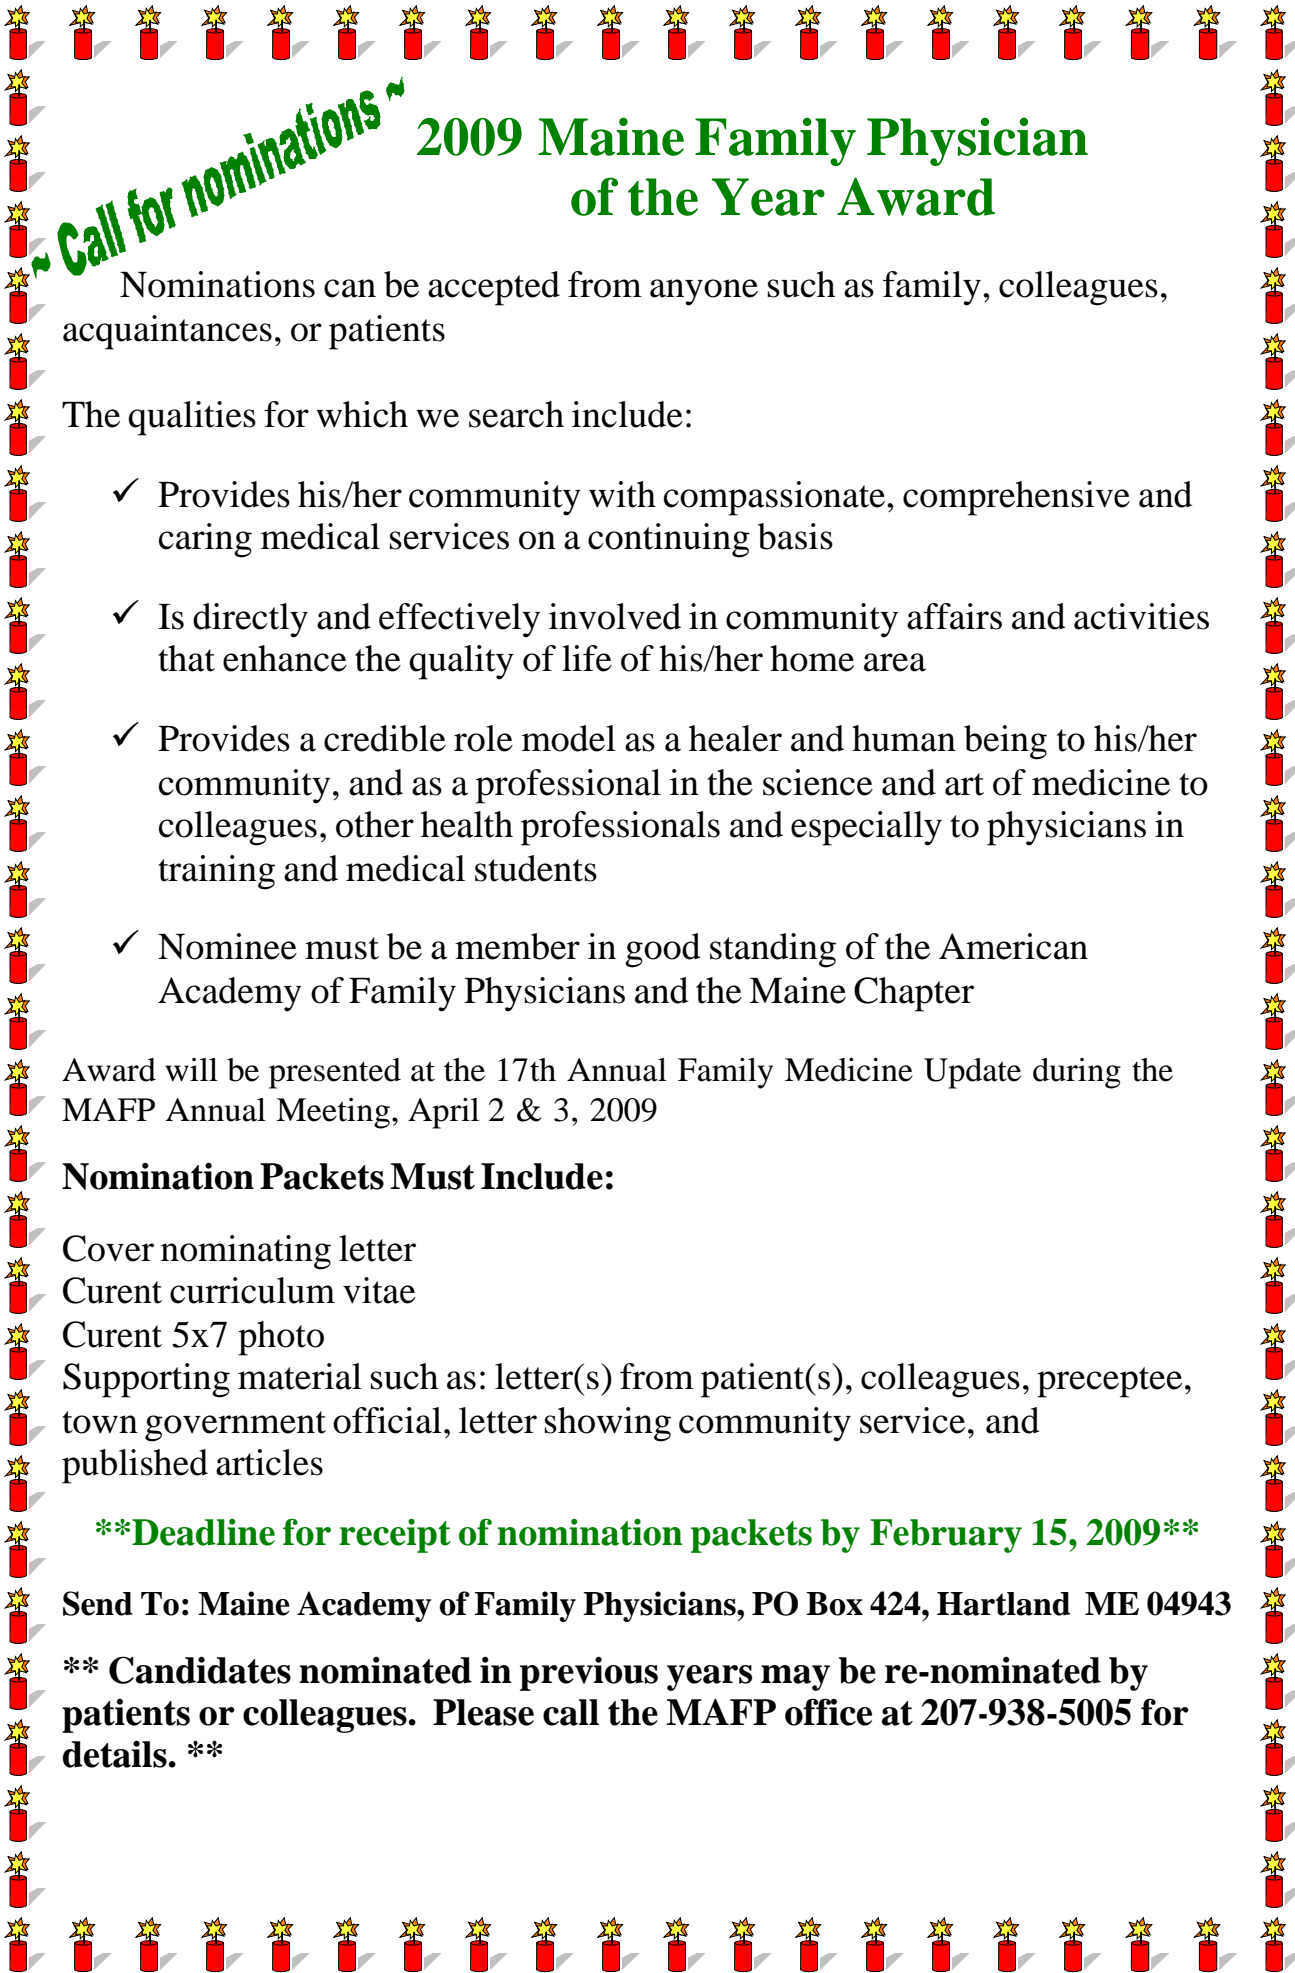 ~ Call for nominations ~
2009 Maine Family Physician
of the Year Award
Nominations can be accepted from anyone such as family, colleagues,
acquaintances, or patients
The qualities for which we search include:
✓ Provides his/her community with compassionate, comprehensive and
caring medical services on a continuing basis
✓ Is directly and effectively involved in community affairs and activities
that enhance the quality of life of his/her home area
✓ Provides a credible role model as a healer and human being to his/her
community, and as a professional in the science and art of medicine to
colleagues, other health professionals and especially to physicians in
training and medical students
✓ Nominee must be a member in good standing of the American
Academy of Family Physicians and the Maine Chapter
Award will be presented at the 17th Annual Family Medicine Update during the
MAFP Annual Meeting, April 2 & 3, 2009
Nomination Packets Must Include:
Cover nominating letter
Curent curriculum vitae
Curent 5x7 photo
Supporting material such as: letter(s) from patient(s), colleagues, preceptee,
town government official, letter showing community service, and
published articles
**Deadline for receipt of nomination packets by February 15, 2009**
Send To: Maine Academy of Family Physicians, PO Box 424, Hartland ME 04943
** Candidates nominated in previous years may be re-nominated by
patients or colleagues. Please call the MAFP office at 207-938-5005 for
details. **